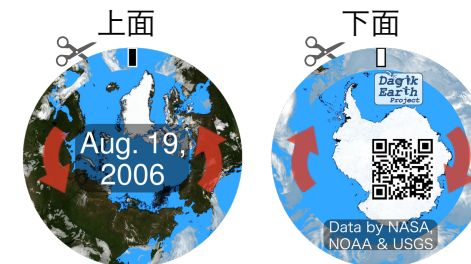 上面
下面
Aug. 19,
2006
Dagik
Earth
Project
Data by NASA,
NOAA & USGS